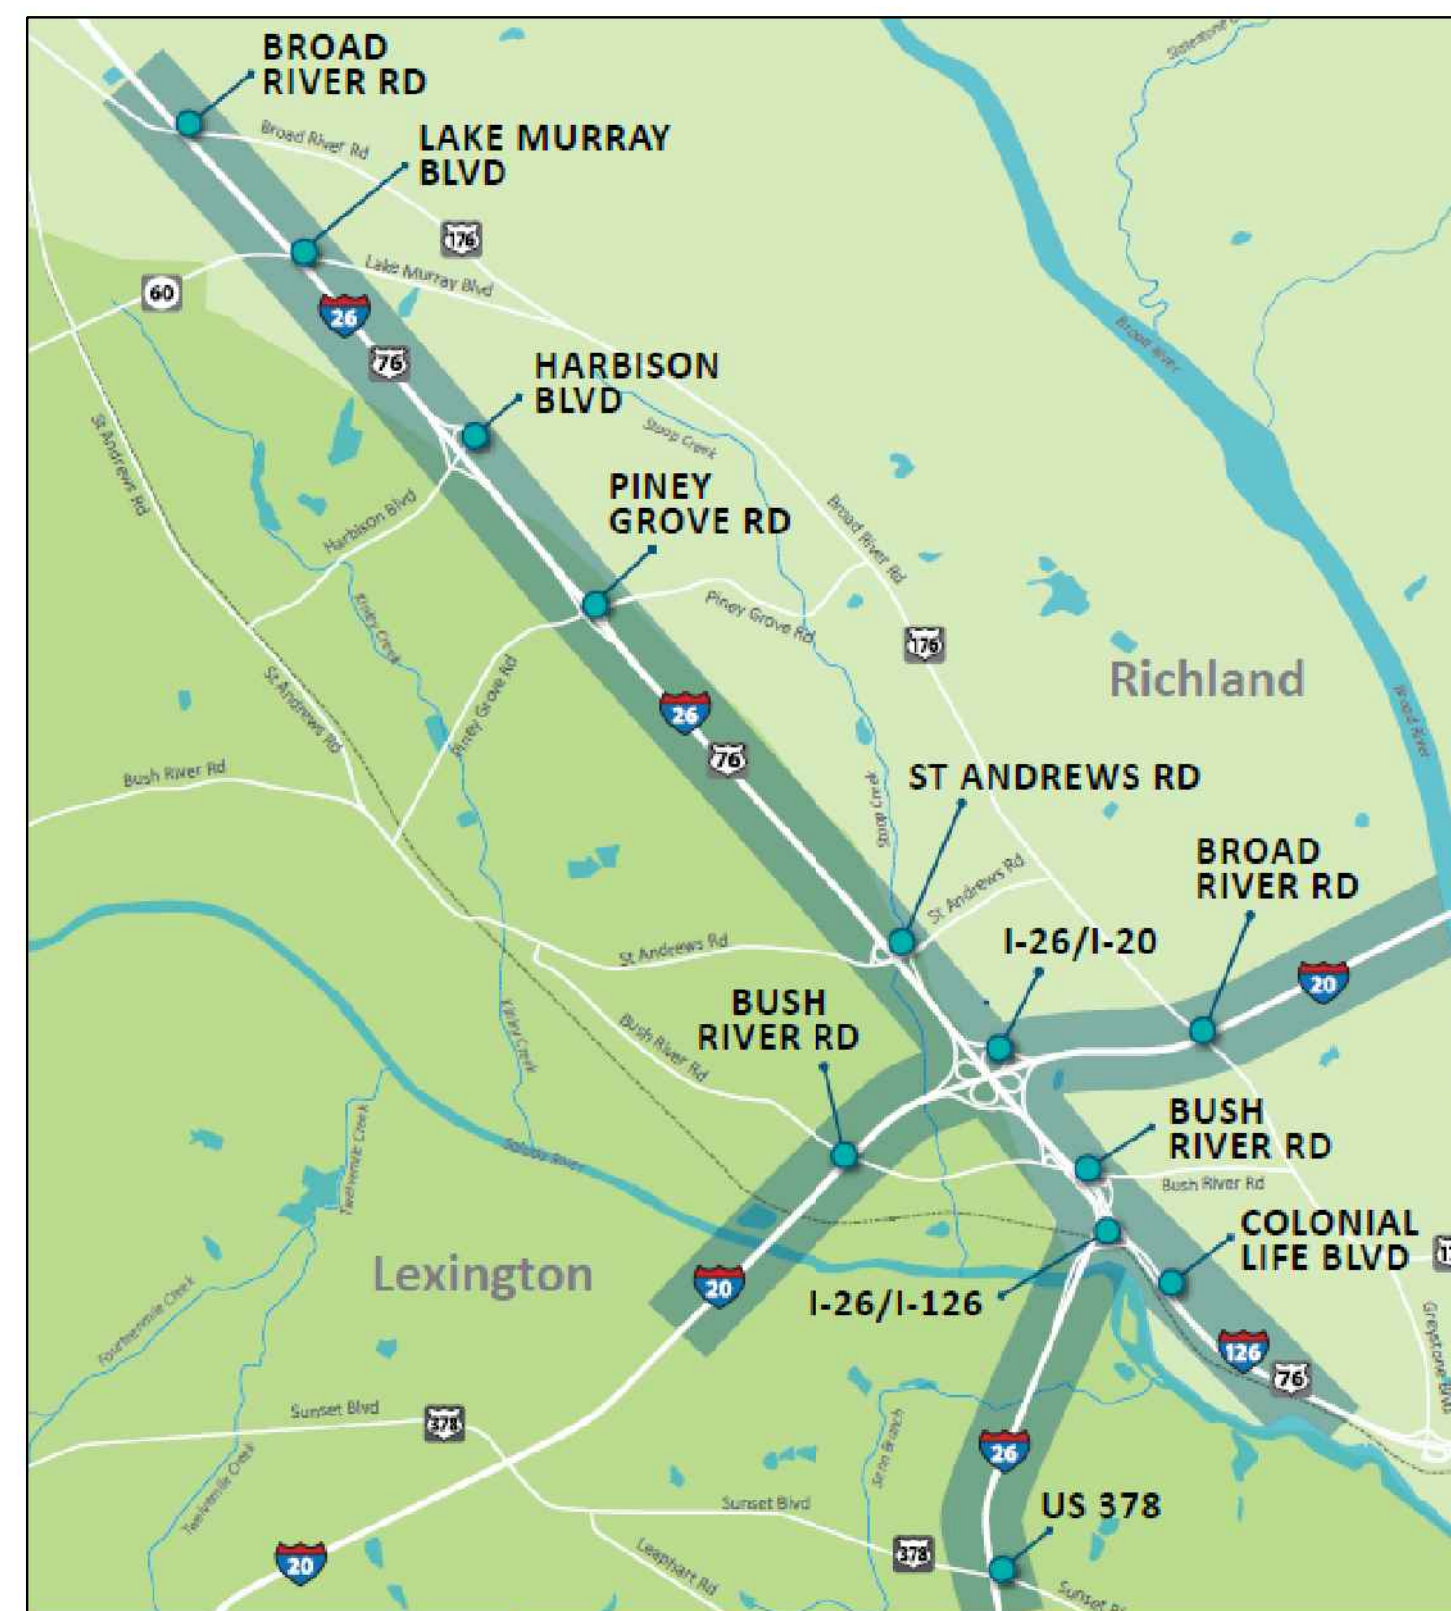 BROAD
RIVER RD
Broad River Rd
LAKE MURRAY
BLVD
176
Lake Murray Blvd
60
26
76
HARBISON
BLVD
Stoop Creek
St Andrews Rd
Harbison Blvd
PINEY
GROVE RD
Broad River Rd
Broad River
Piney Grove Rd
Kinley Creek
176
Richland
St Andrews Rd
Piney Grove Rd
26
76
Broad River
Bush River Rd
ST ANDREWS RD
Stoop Creek
BROAD
RIVER RD
St Andrews Rd
St Andrews Rd
I-26/I-20
20
BUSH
RIVER RD
Bush River Rd
Kinley Creek
BUSH
RIVER RD
Bush River Rd
Twelvemile Creek
Saluda River
COLONIAL
LIFE BLVD
Lexington
20
I-26/I-126
Fourteenmile Creek
126
76
Greystone Blvd
Sunset Blvd
378
26
Senn Branch
Twelvemile Creek
Sunset Blvd
US 378
378
20
Leaphart Rd
Sunset